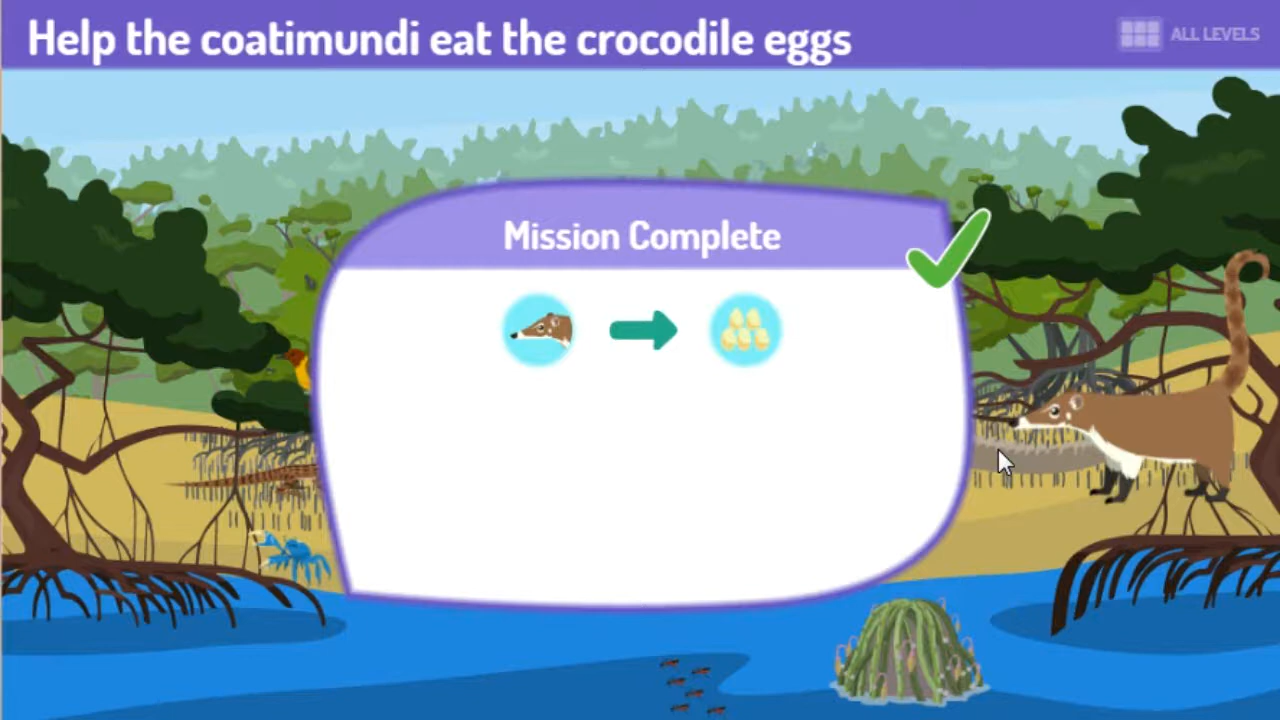 Help the coatimundi eat the crocodile eggs
ALL LEVELS
Mission Complete